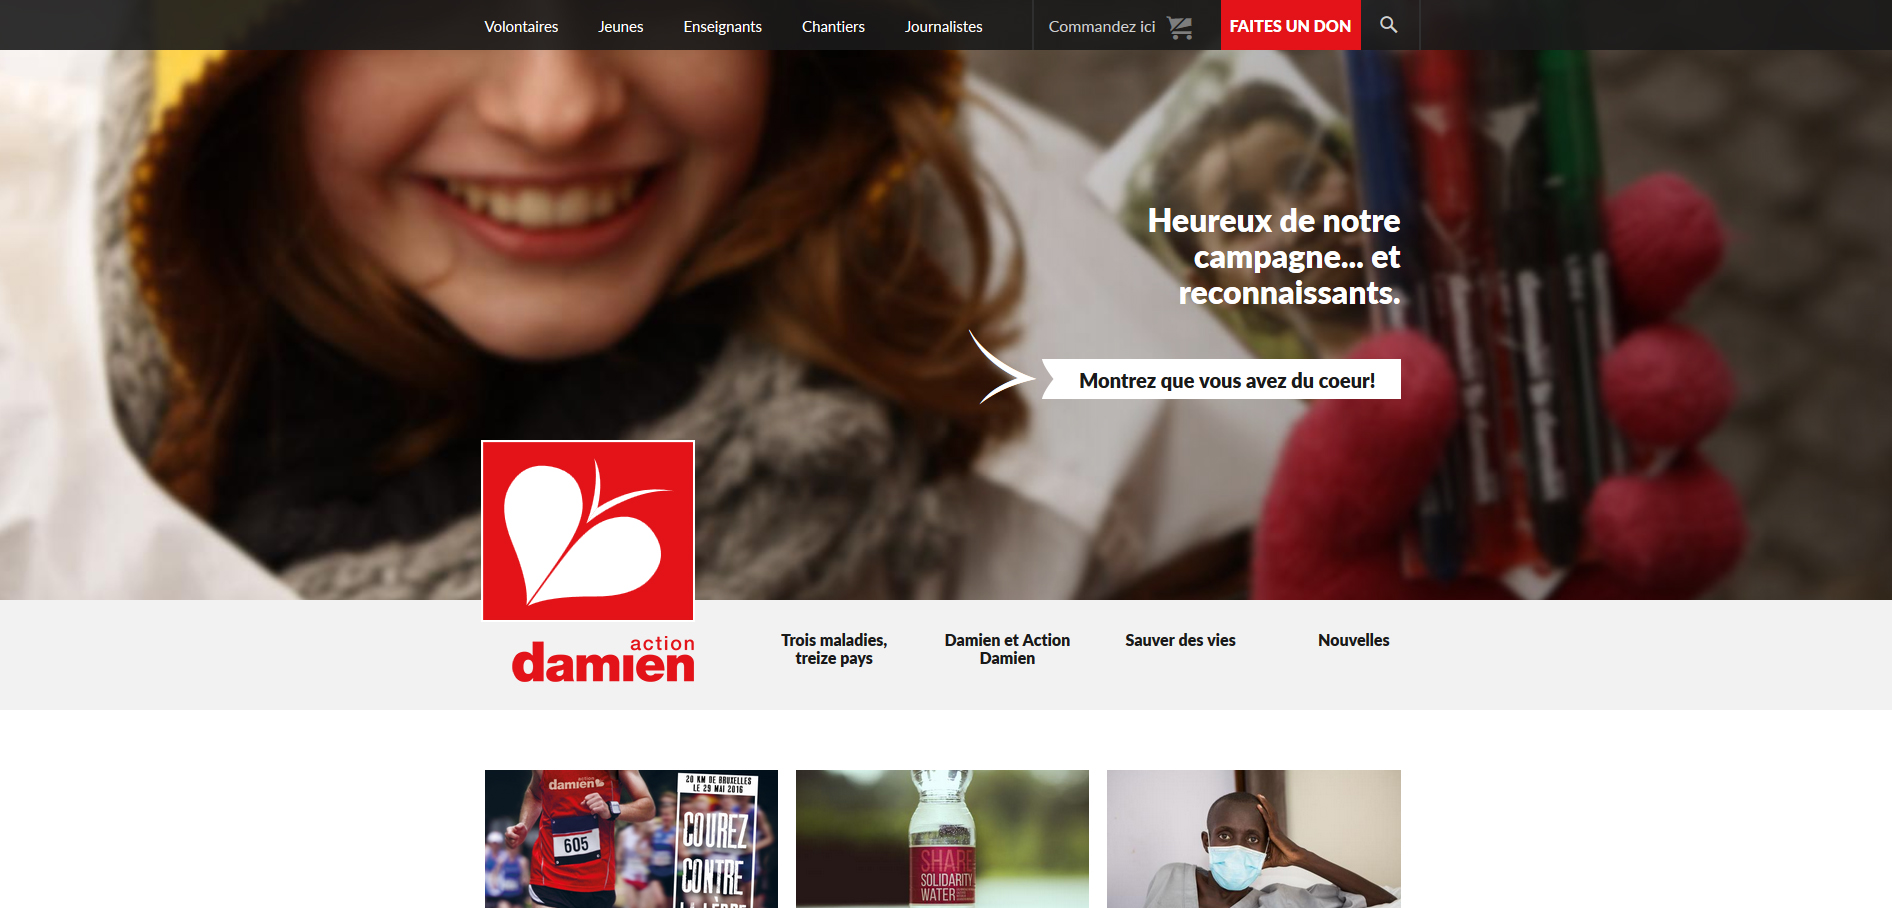 Volontaires
Jeunes
Enseignants
Chantiers
Journalistes
Commandez ici
FAITES UN DON
Heureux de notre
campagne... et
reconnaissants.
Montrez que vous avez du coeur!
action
damien
Trois maladies,
treize pays
Damien et Action
Damien
Sauver des vies
Nouvelles
action
damien
605
20 KM DE BRUXELLES
LE 29 MAI 2016
COUREZ
CONTRE
SHARE
SOLIDARITY
WATER